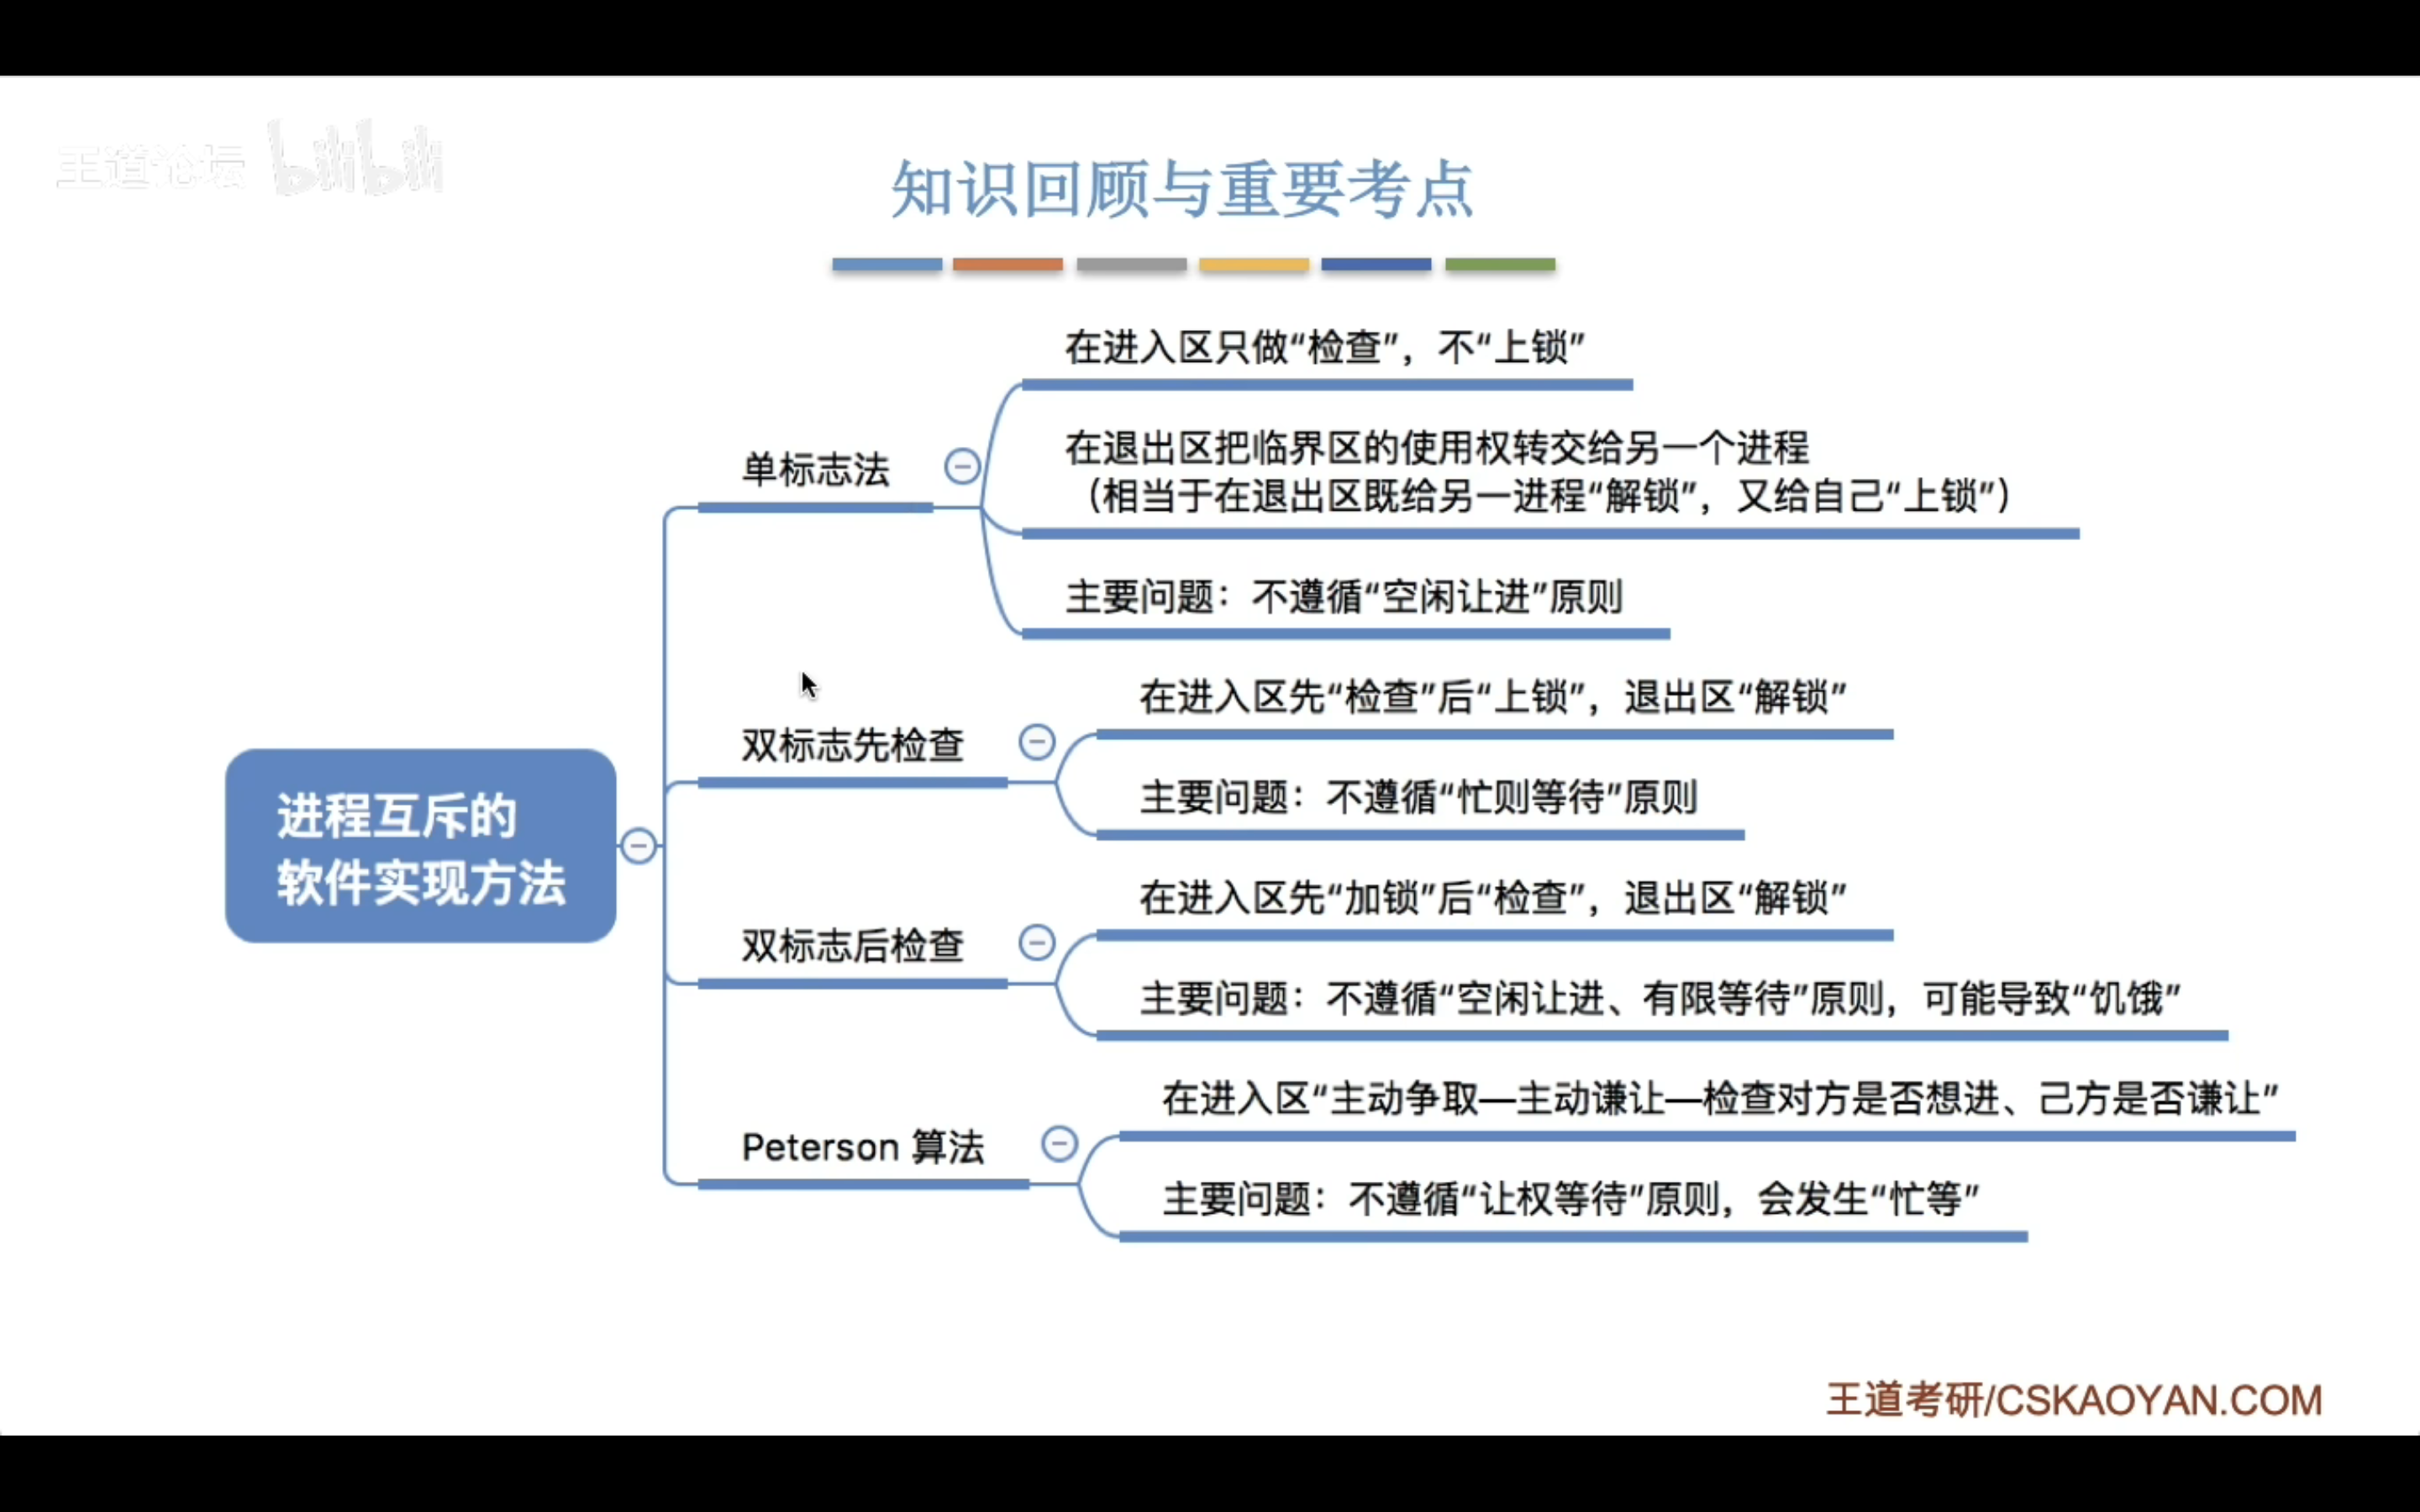 王道论坛 bilibili
知识回顾与重要考点
在进入区只做“检查”，不“上锁”
单标志法
在退出区把临界区的使用权转交给另一个进程
（相当于在退出区既给另一进程“解锁”，又给自己“上锁”）
主要问题：不遵循“空闲让进”原则
双标志先检查
在进入区先“检查”后“上锁”，退出区“解锁”
主要问题：不遵循“忙则等待”原则
进程互斥的
软件实现方法
双标志后检查
在进入区先“加锁”后“检查”，退出区“解锁”
主要问题：不遵循“空闲让进、有限等待”原则，可能导致“饥饿”
Peterson 算法
在进入区“主动争取—主动谦让—检查对方是否想进、己方是否谦让”
主要问题：不遵循“让权等待”原则，会发生“忙等”
王道考研/CSKAOYAN.COM